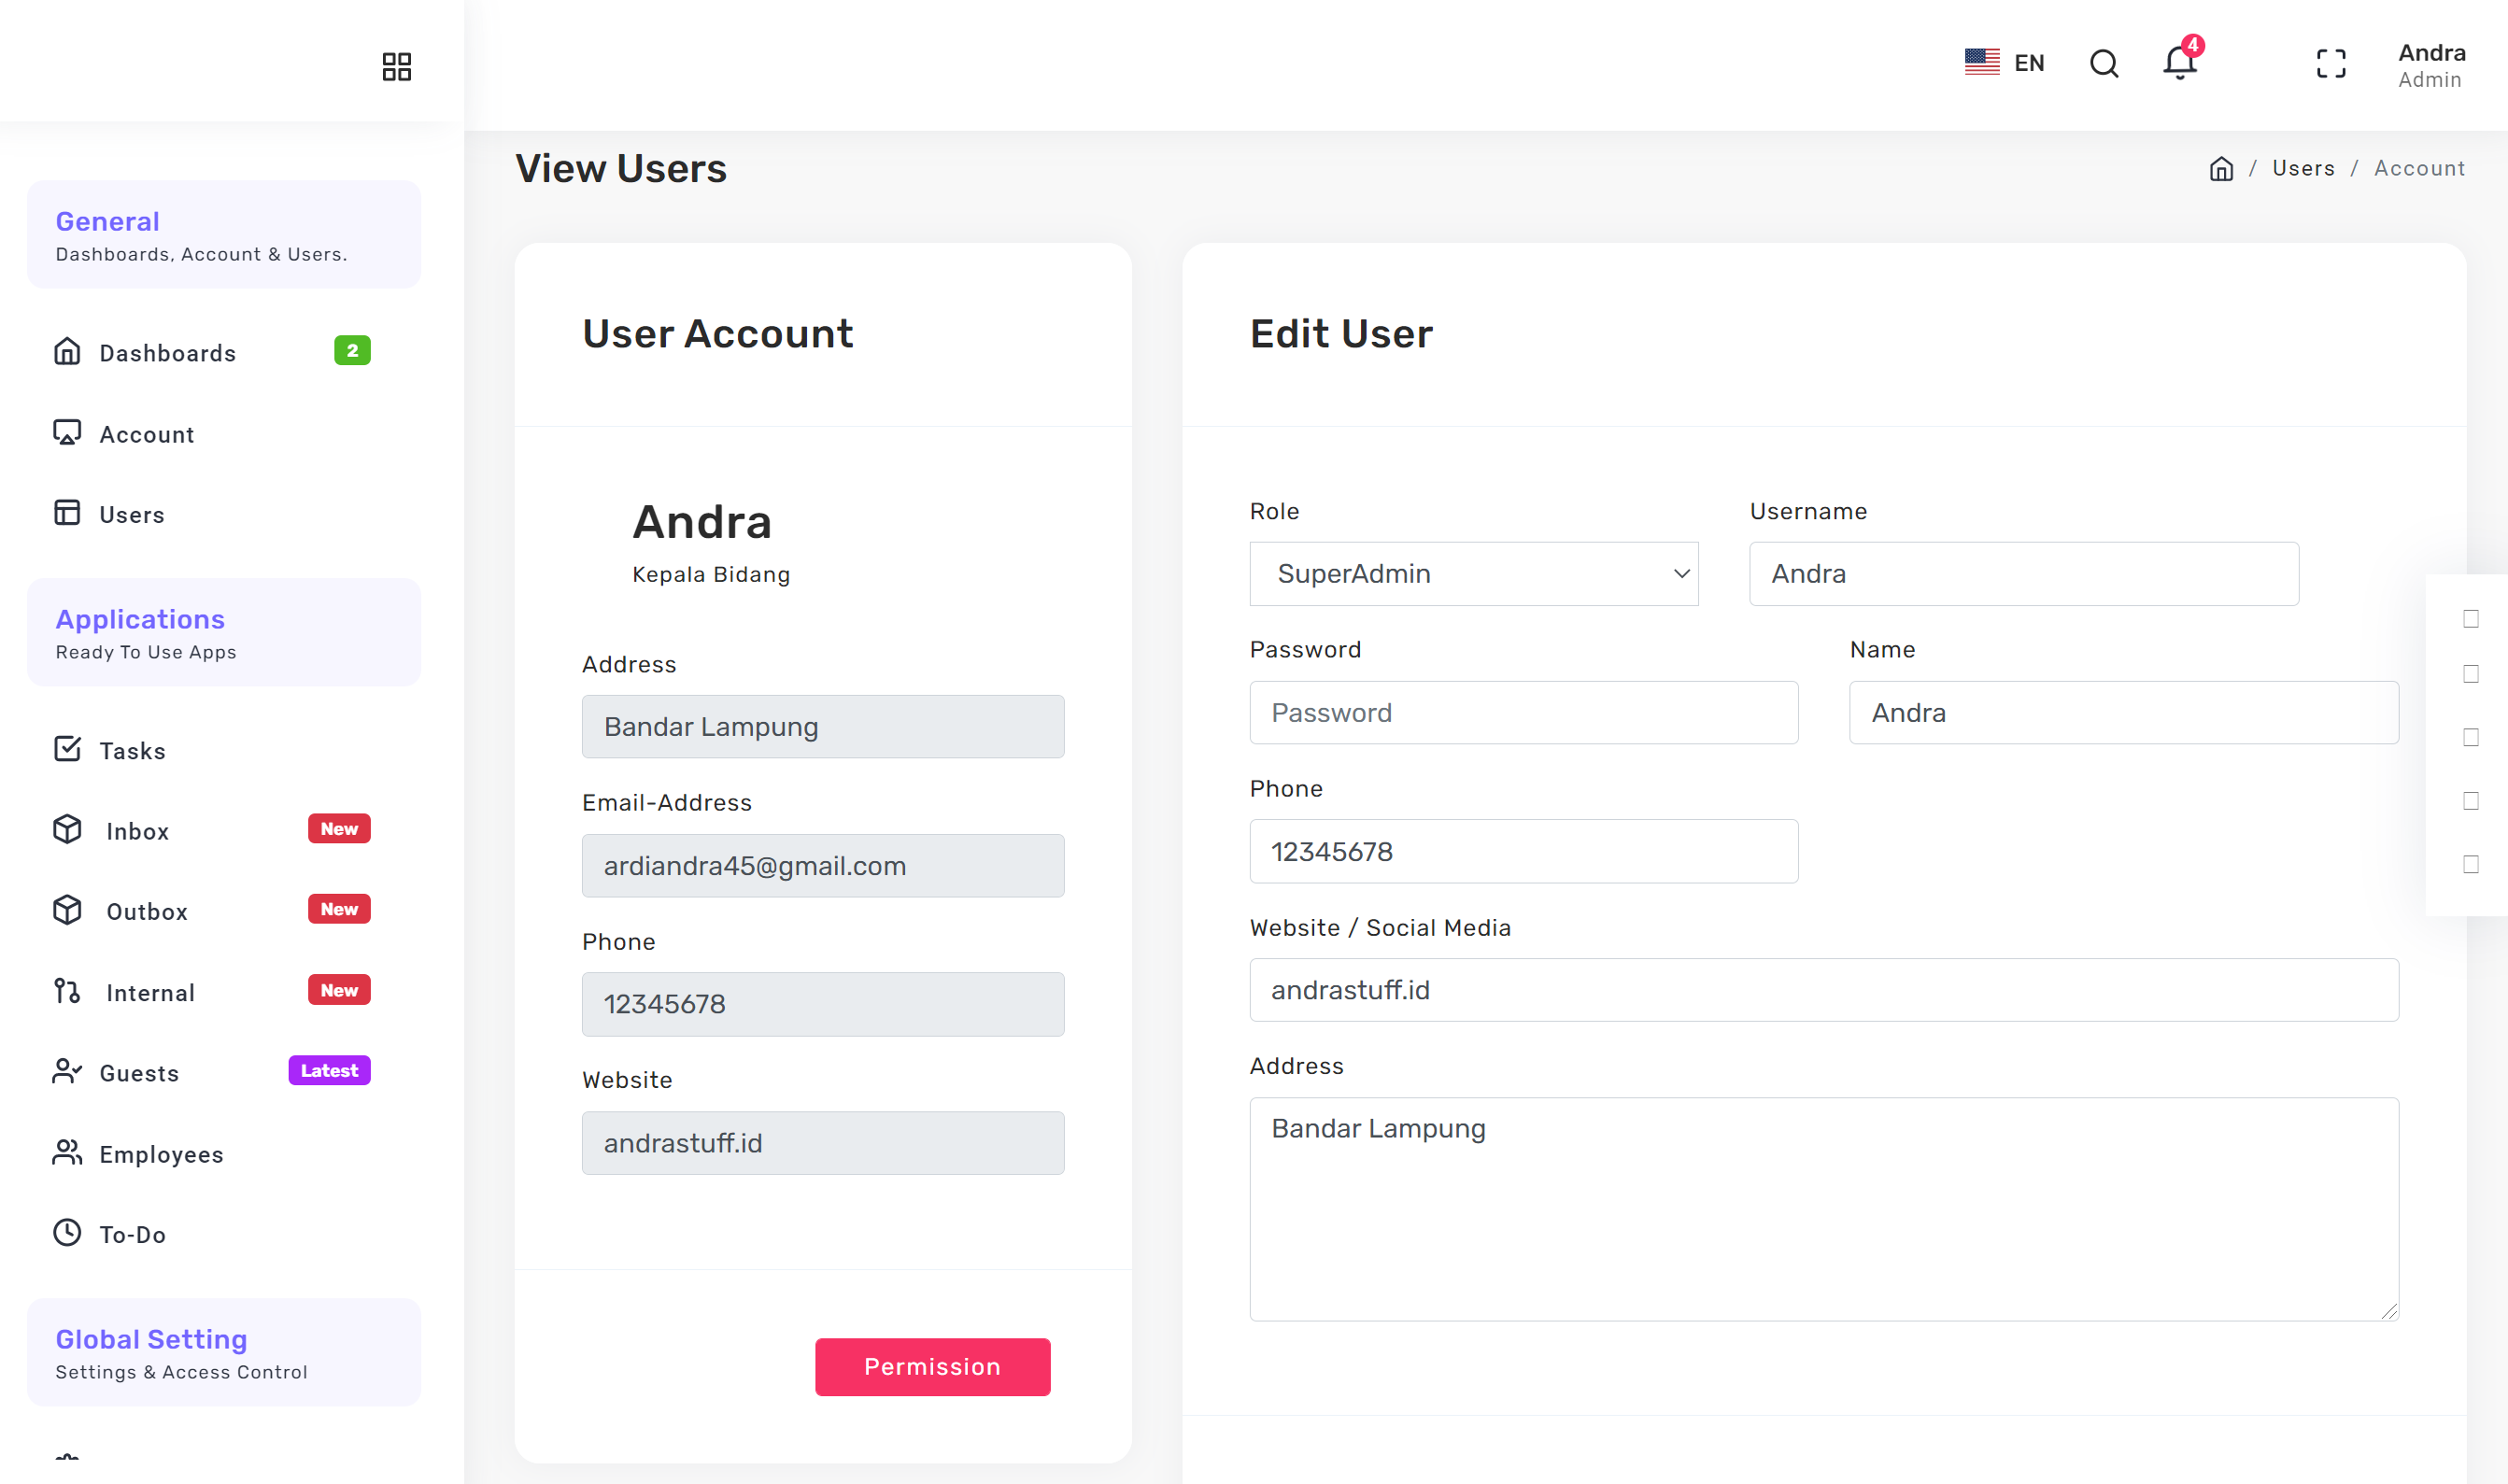 EN
4
Andra
Admin
General
Dashboards, Account & Users.
Dashboards
2
Account
Users
Applications
Ready To Use Apps
Tasks
Inbox
New
Outbox
New
Internal
New
Guests
Latest
Employees
To-Do
Global Setting
Settings & Access Control
View Users
/ Users / Account
User Account
Andra
Kepala Bidang
Address
Bandar Lampung
Email-Address
ardiandra45@gmail.com
Phone
12345678
Website
andrastuff.id
Permission
Edit User
Role
SuperAdmin
Username
Andra
Password
Password
Name
Andra
Phone
12345678
Website / Social Media
andrastuff.id
Address
Bandar Lampung